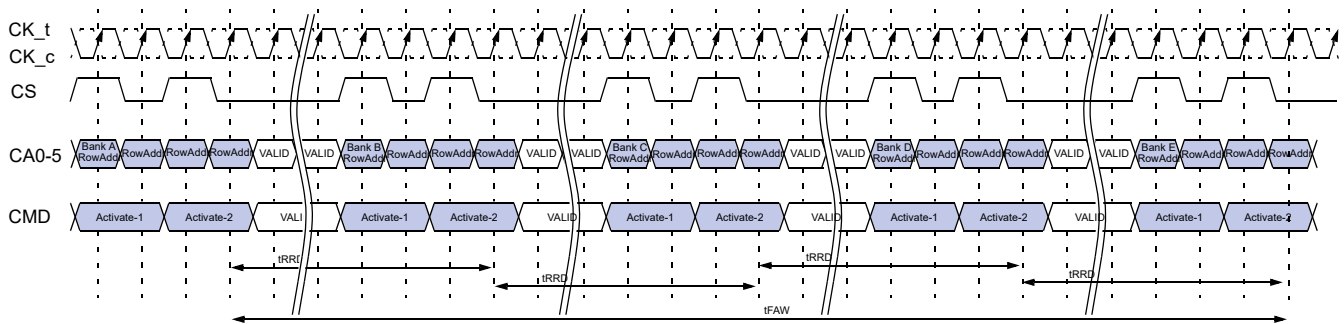 CK_t
CK_c
CS
CA0-5 Bank A RowAddr RowAddr RowAddr RowAddr VALID VALID Bank B RowAddr RowAddr RowAddr RowAddr VALID VALID Bank C RowAddr RowAddr RowAddr RowAddr VALID VALID Bank D RowAddr RowAddr RowAddr RowAddr VALID VALID Bank E RowAddr RowAddr RowAddr RowAddr
CMD Activate-1 Activate-2 VALID Activate-1 Activate-2 VALID Activate-1 Activate-2 VALID Activate-1 Activate-2 VALID Activate-1 Activate-2
tRRD tRRD
tRRD tRRD
tFAW